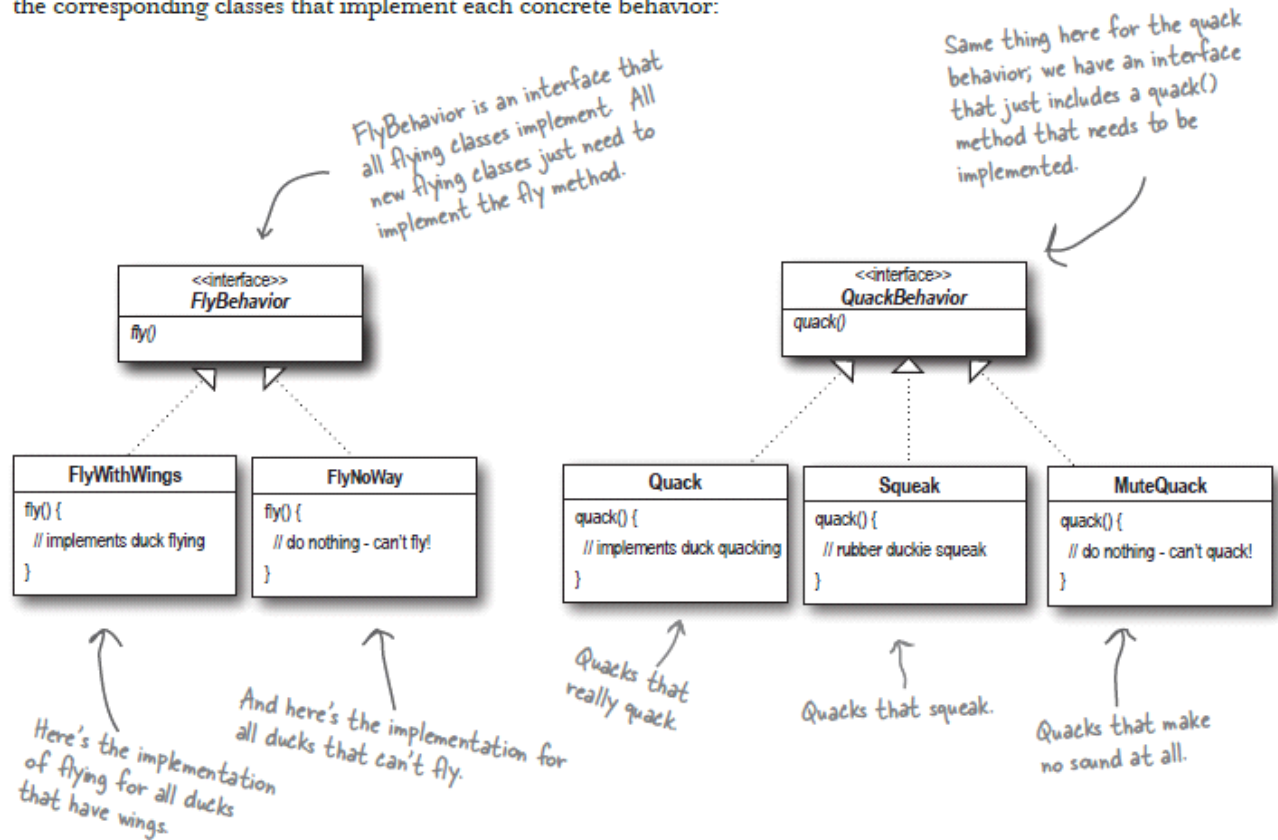 the corresponding classes that implement each concrete behavior:
FlyBehavior is an interface that
all flying classes implement. All
new flying classes just need to
implement the fly method.
Same thing here for the quack
behavior; we have an interface
that just includes a quack()
method that needs to be
implemented.
<<interface>>
FlyBehavior
fly()
<<interface>>
QuackBehavior
quack()
FlyWithWings
fly() {
// implements duck flying
}
FlyNoWay
fly() {
// do nothing - can't fly!
}
Quack
quack() {
// implements duck quacking
}
Squeak
quack() {
// rubber duckie squeak
}
MuteQuack
quack() {
// do nothing - can't quack!
}
Here's the implementation
of flying for all ducks
that have wings.
And here's the implementation for
all ducks that can't fly.
Quacks that
really quack.
Quacks that squeak.
Quacks that make
no sound at all.